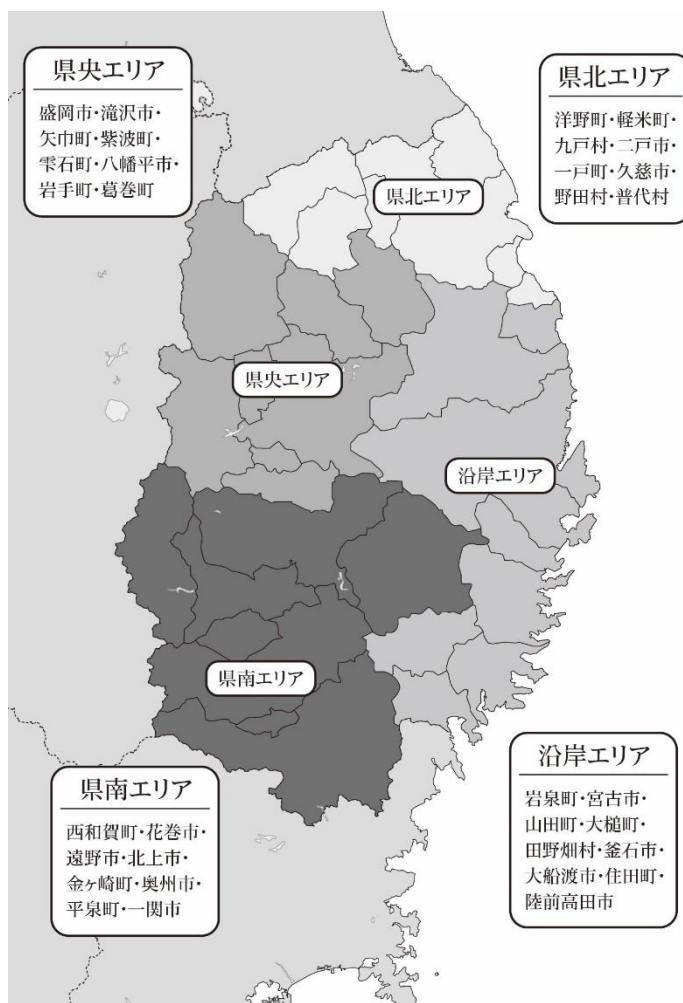 県央エリア
盛岡市・滝沢市・
矢巾町・紫波町・
雫石町・八幡平市・
岩手町・葛巻町
県北エリア
洋野町・軽米町・
九戸村・二戸市・
一戸町・久慈市・
野田村・普代村
県北エリア
県央エリア
沿岸エリア
県南エリア
県南エリア
西和賀町・花巻市・
遠野市・北上市・
金ヶ崎町・奥州市・
平泉町・一関市
沿岸エリア
岩泉町・宮古市・
山田町・大槌町・
田野畑村・釜石市・
大船渡市・住田町・
陸前高田市